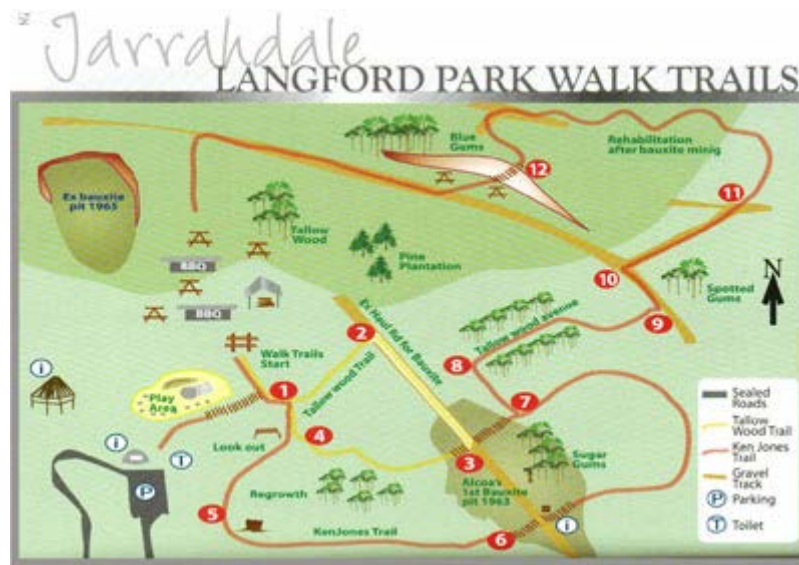 Jarrahdale
LANGFORD PARK WALK TRAILS
Blue
Gums
Rehabilitation
after bauxite minig
12
11
Ex bauxite
pit 1963
Tallow
Wood
Pine
Plantation
BBQ
BBQ
10
Spotted
Gums
N
9
Ex Haul Rd for Bauxite
2
Tallow wood avenue
8
Walk Trails
Start
Tallow wood Trail
1
Play
Area
i
7
4
Look out
3
Sugar
Gums
Alcoa's
1st Bauxite
pit 1963
i
T
P
Regrowth
5
KenJones Trail
6
i
Sealed
Roads
Tallow
Wood Trail
Ken Jones
Trail
Gravel
Track
P Parking
T Toilet